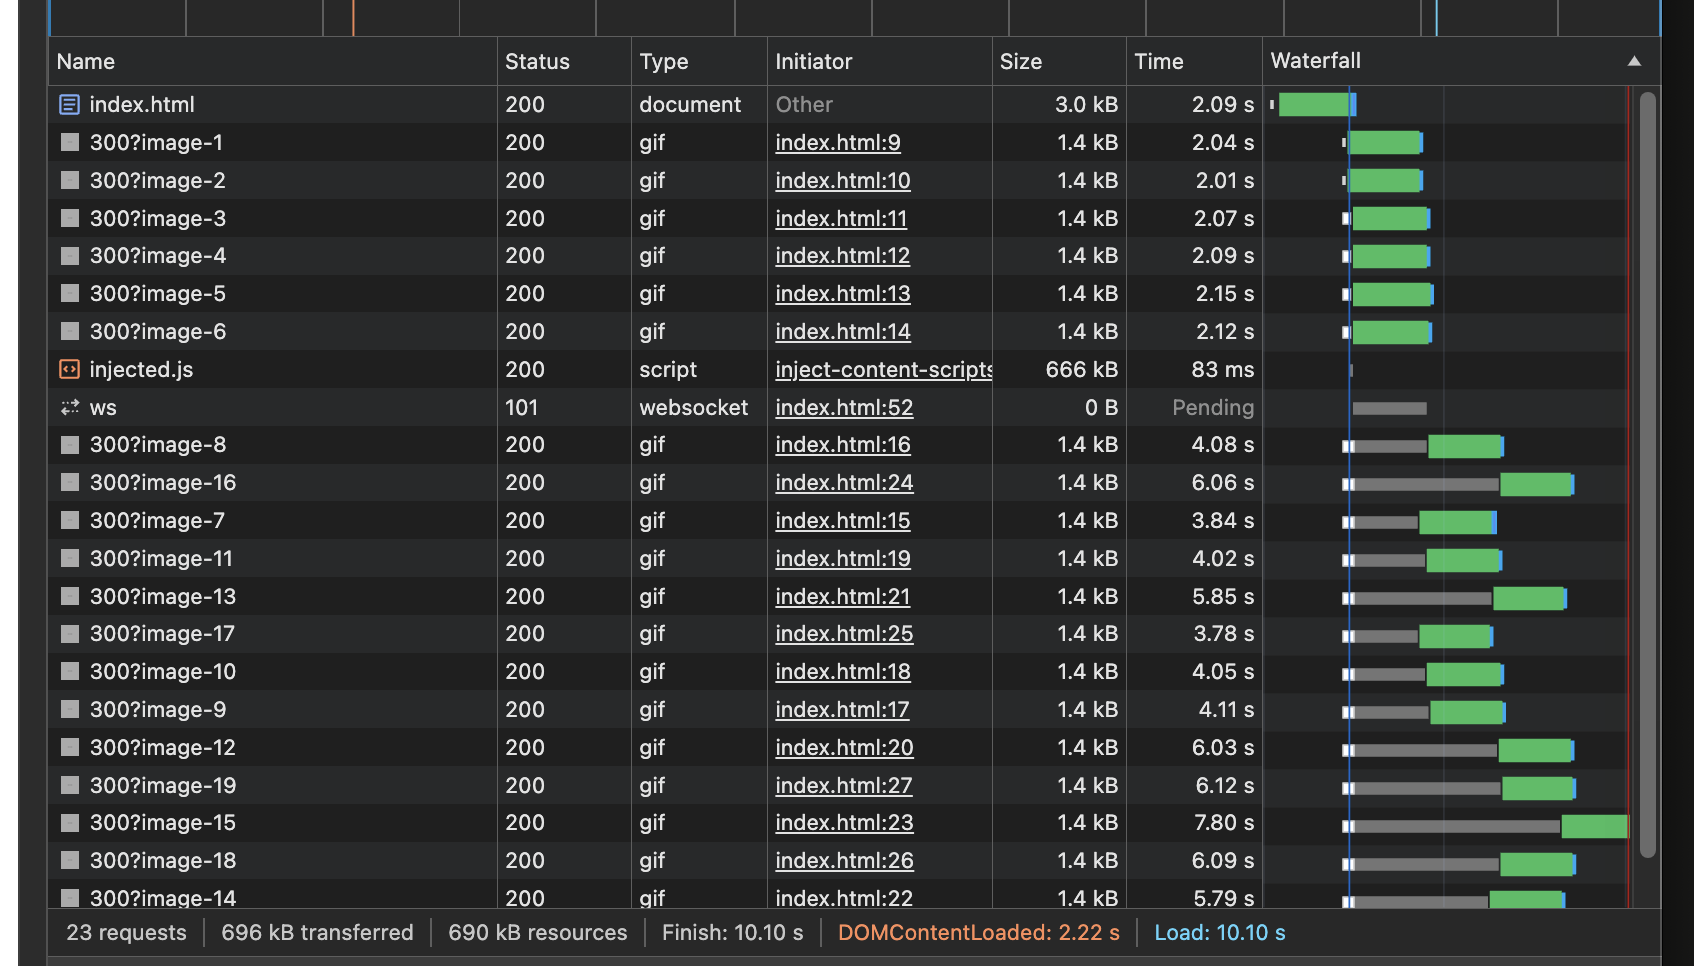 Name Status Type Initiator Size Time Waterfall
index.html 200 document Other 3.0 kB 2.09 s
300?image-1 200 gif index.html:9 1.4 kB 2.04 s
300?image-2 200 gif index.html:10 1.4 kB 2.01 s
300?image-3 200 gif index.html:11 1.4 kB 2.07 s
300?image-4 200 gif index.html:12 1.4 kB 2.09 s
300?image-5 200 gif index.html:13 1.4 kB 2.15 s
300?image-6 200 gif index.html:14 1.4 kB 2.12 s
injected.js 200 script inject-content-scripts 666 kB 83 ms
ws 101 websocket index.html:52 0 B Pending
300?image-8 200 gif index.html:16 1.4 kB 4.08 s
300?image-16 200 gif index.html:24 1.4 kB 6.06 s
300?image-7 200 gif index.html:15 1.4 kB 3.84 s
300?image-11 200 gif index.html:19 1.4 kB 4.02 s
300?image-13 200 gif index.html:21 1.4 kB 5.85 s
300?image-17 200 gif index.html:25 1.4 kB 3.78 s
300?image-10 200 gif index.html:18 1.4 kB 4.05 s
300?image-9 200 gif index.html:17 1.4 kB 4.11 s
300?image-12 200 gif index.html:20 1.4 kB 6.03 s
300?image-19 200 gif index.html:27 1.4 kB 6.12 s
300?image-15 200 gif index.html:23 1.4 kB 7.80 s
300?image-18 200 gif index.html:26 1.4 kB 6.09 s
300?image-14 200 gif index.html:22 1.4 kB 5.79 s
23 requests 696 kB transferred 690 kB resources Finish: 10.10 s DOMContentLoaded: 2.22 s Load: 10.10 s